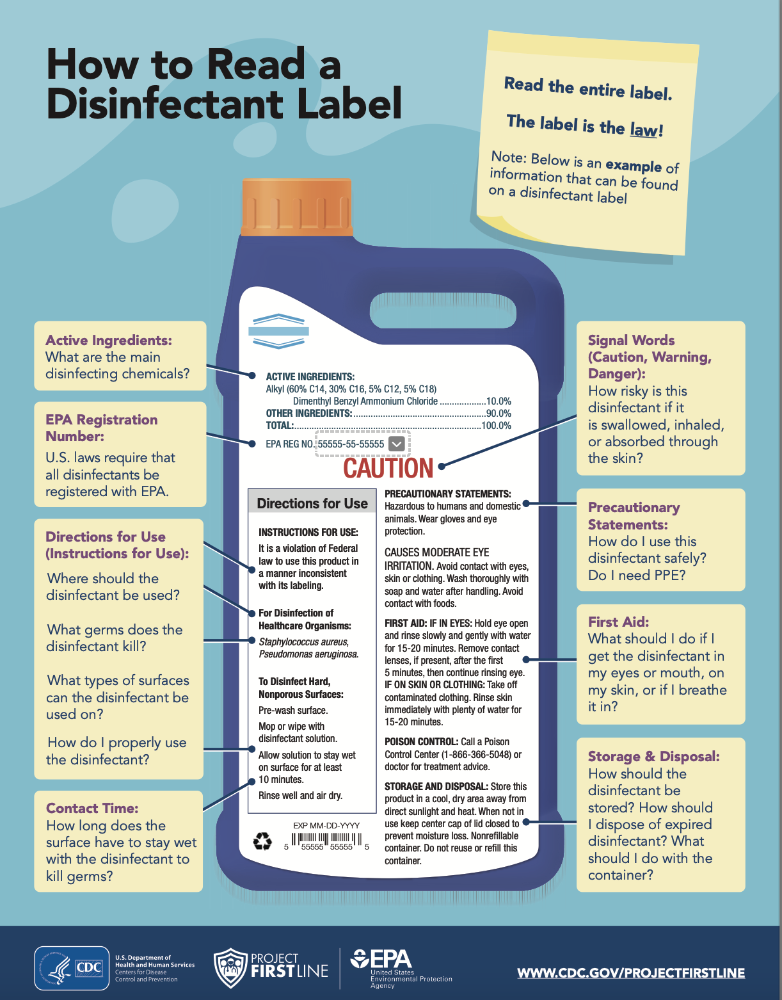 How to Read a
Disinfectant Label
Read the entire label.
The label is the law!
Note: Below is an example of
information that can be found
on a disinfectant label
Active Ingredients:
What are the main
disinfecting chemicals?
EPA Registration
Number:
U.S. laws require that
all disinfectants be
registered with EPA.
Directions for Use
(Instructions for Use):
Where should the
disinfectant be used?
What germs does the
disinfectant kill?
What types of surfaces
can the disinfectant be
used on?
How do I properly use
the disinfectant?
Contact Time:
How long does the
surface have to stay wet
with the disinfectant to
kill germs?
ACTIVE INGREDIENTS:
Alkyl (60% C14, 30% C16, 5% C12, 5% C18)
Dimenthyl Benzyl Ammonium Chloride ...................10.0%
OTHER INGREDIENTS:.......................................................90.0%
TOTAL:..............................................................................100.0%
EPA REG NO. 55555-55-55555
CAUTION
Directions for Use
INSTRUCTIONS FOR USE:
It is a violation of Federal
law to use this product in
a manner inconsistent
with its labeling.
For Disinfection of
Healthcare Organisms:
Staphylococcus aureus,
Pseudomonas aeruginosa.
To Disinfect Hard,
Nonporous Surfaces:
Pre-wash surface.
Mop or wipe with
disinfectant solution.
Allow solution to stay wet
on surface for at least
10 minutes.
Rinse well and air dry.
EXP MM-DD-YYYY
5 55555 55555 5
PRECAUTIONARY STATEMENTS:
Hazardous to humans and domestic
animals. Wear gloves and eye
protection.
CAUSES MODERATE EYE
IRRITATION. Avoid contact with eyes,
skin or clothing. Wash thoroughly with
soap and water after handling. Avoid
contact with foods.
FIRST AID: IF IN EYES: Hold eye open
and rinse slowly and gently with water
for 15-20 minutes. Remove contact
lenses, if present, after the first
5 minutes, then continue rinsing eye.
IF ON SKIN OR CLOTHING: Take off
contaminated clothing. Rinse skin
immediately with plenty of water for
15-20 minutes.
POISON CONTROL: Call a Poison
Control Center (1-866-366-5048) or
doctor for treatment advice.
STORAGE AND DISPOSAL: Store this
product in a cool, dry area away from
direct sunlight and heat. When not in
use keep center cap of lid closed to
prevent moisture loss. Nonrefillable
container. Do not reuse or refill this
container.
Signal Words
(Caution, Warning,
Danger):
How risky is this
disinfectant if it
is swallowed, inhaled,
or absorbed through
the skin?
Precautionary
Statements:
How do I use this
disinfectant safely?
Do I need PPE?
First Aid:
What should I do if I
get the disinfectant in
my eyes or mouth, on
my skin, or if I breathe
it in?
Storage & Disposal:
How should the
disinfectant be
stored? How should
I dispose of expired
disinfectant? What
should I do with the
container?
CDC
U.S. Department of
Health and Human Services
Centers for Disease
Control and Prevention
PROJECT
FIRSTLINE
EPA
United States
Environmental Protection
Agency
WWW.CDC.GOV/PROJECTFIRSTLINE